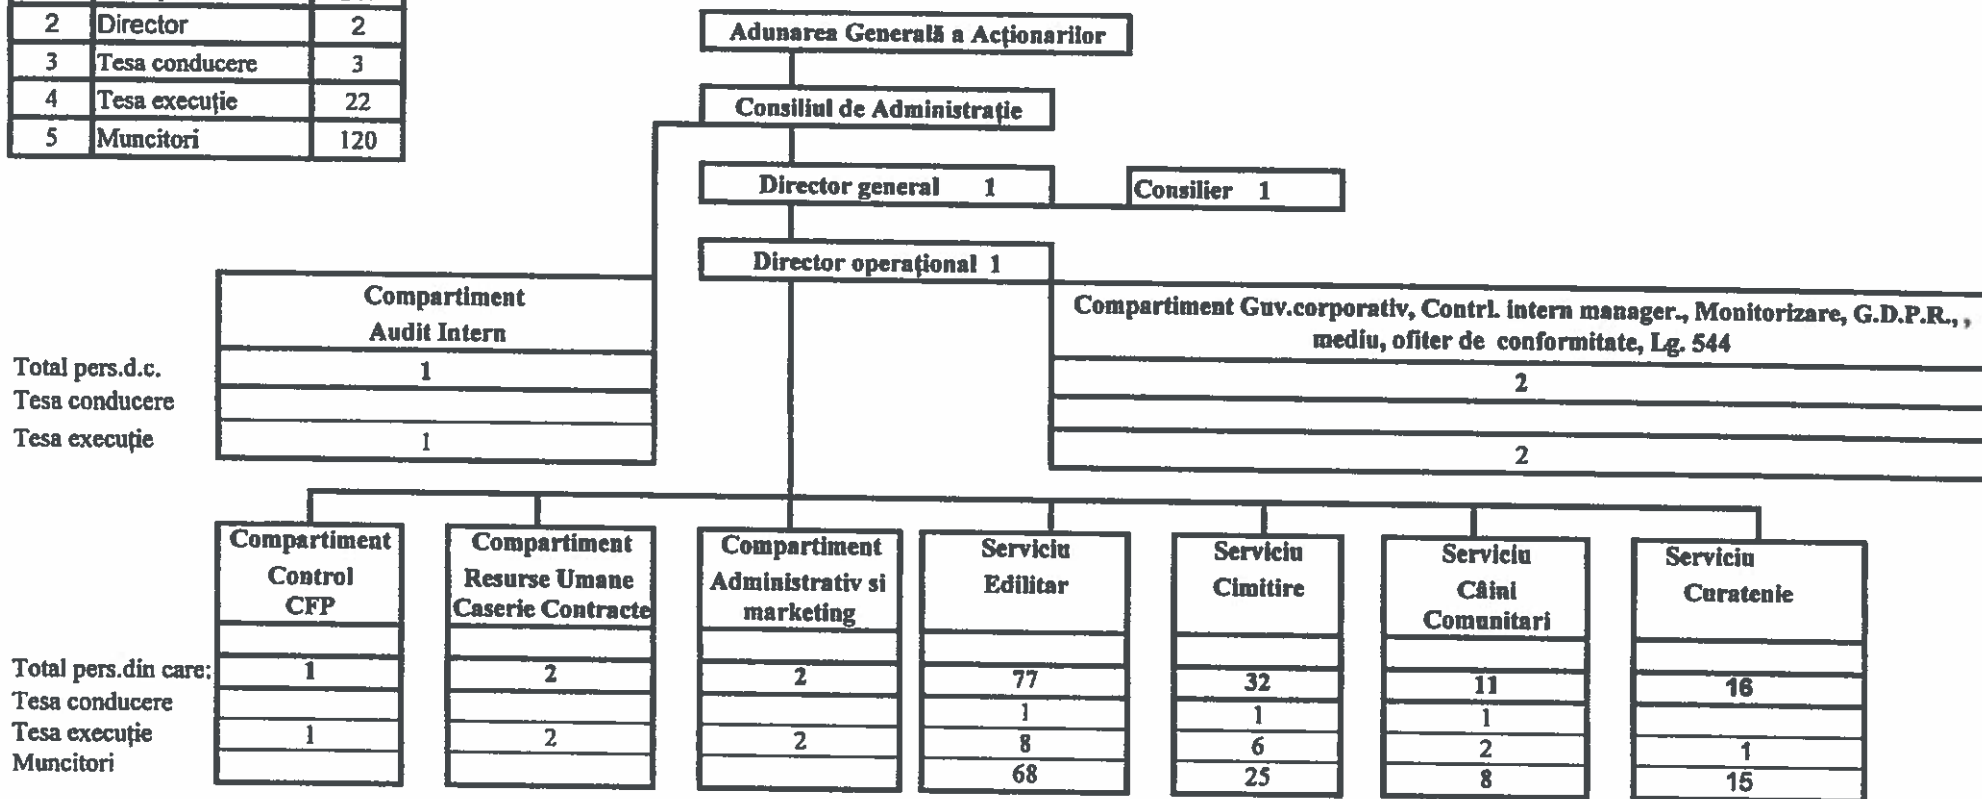 2 Director 2
3 Tesa conducere 3
4 Tesa execuție 22
5 Muncitori 120
Adunarea Generală a Acționarilor
Consiliul de Administrație
Director general 1
Consilier 1
Director operațional 1
Compartiment
Audit Intern
Compartiment Guv.corporativ, Contrl. intern manager., Monitorizare, G.D.P.R., ,
mediu, ofiter de conformitate, Lg. 544
Total pers.d.c. 1 2
Tesa conducere
Tesa execuție 1 2
Compartiment
Control
CFP
Compartiment
Resurse Umane
Caserie Contracte
Compartiment
Administrativ si
marketing
Serviciu
Edilitar
Serviciu
Cimitire
Serviciu
Câini
Comunitari
Serviciu
Curatenie
Total pers.din care: 1 2 2 77 32 11 16
Tesa conducere 1 1 1
Tesa execuție 1 2 2 8 6 2 1
Muncitori 68 25 8 15